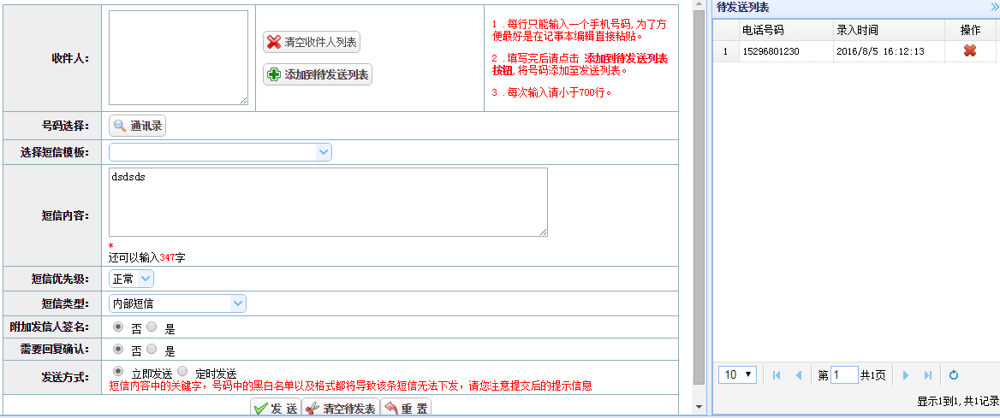 收件人：
清空收件人列表
添加到待发送列表
1 . 每行只能输入一个手机号码, 为了方
便最好是在记事本编辑直接粘贴。
2 . 填写完后请点击 添加到待发送列表
按钮, 将号码添加至发送列表。
3 . 每次输入请小于700行。
号码选择：
通讯录
选择短信模板：
短信内容：
dsdsds
*
还可以输入347字
短信优先级：
正常
短信类型：
内部短信
附加发信人签名：
否 是
需要回复确认：
否 是
发送方式：
立即发送 定时发送
短信内容中的关键字，号码中的黑白名单以及格式都将导致该条短信无法下发，请您注意提交后的提示信息
发 送 清空待发表 重 置
待发送列表
电话号码 录入时间 操作
1 15296801230 2016/8/5 16:12:13
10 第 1 共1页
显示1到1, 共1记录